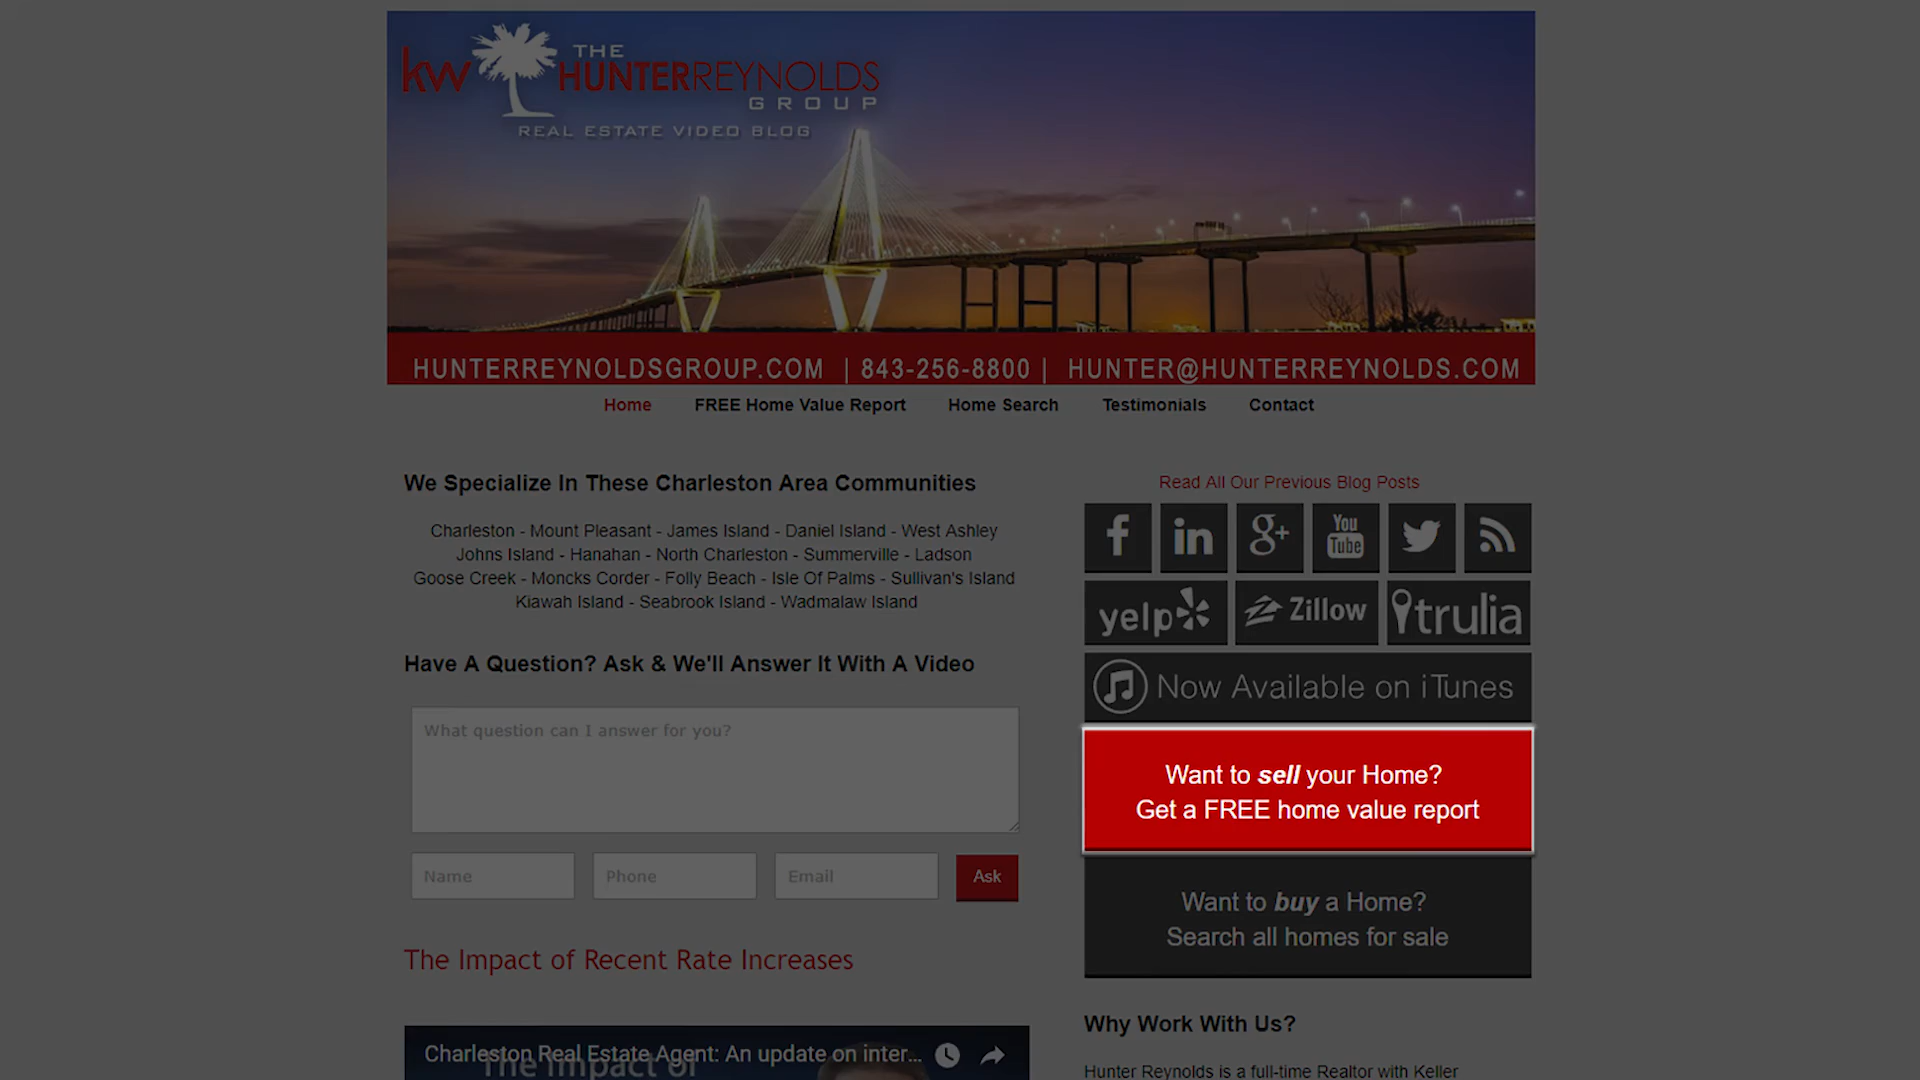 kw
THE
HUNTERREYNOLDS
GROUP
REAL ESTATE VIDEO BLOG
HUNTERREYNOLDSGROUP.COM | 843-256-8800 | HUNTER@HUNTERREYNOLDS.COM
Home FREE Home Value Report Home Search Testimonials Contact
We Specialize In These Charleston Area Communities
Charleston - Mount Pleasant - James Island - Daniel Island - West Ashley
Johns Island - Hanahan - North Charleston - Summerville - Ladson
Goose Creek - Moncks Corder - Folly Beach - Isle Of Palms - Sullivan's Island
Kiawah Island - Seabrook Island - Wadmalaw Island
Have A Question? Ask & We'll Answer It With A Video
What question can I answer for you?
Name Phone Email Ask
The Impact of Recent Rate Increases
Charleston Real Estate Agent: An update on inter...
The Impact of
Read All Our Previous Blog Posts
f in g+ You Tube
yelp Zillow trulia
Now Available on iTunes
Want to sell your Home?
Get a FREE home value report
Want to buy a Home?
Search all homes for sale
Why Work With Us?
Hunter Reynolds is a full-time Realtor with Keller